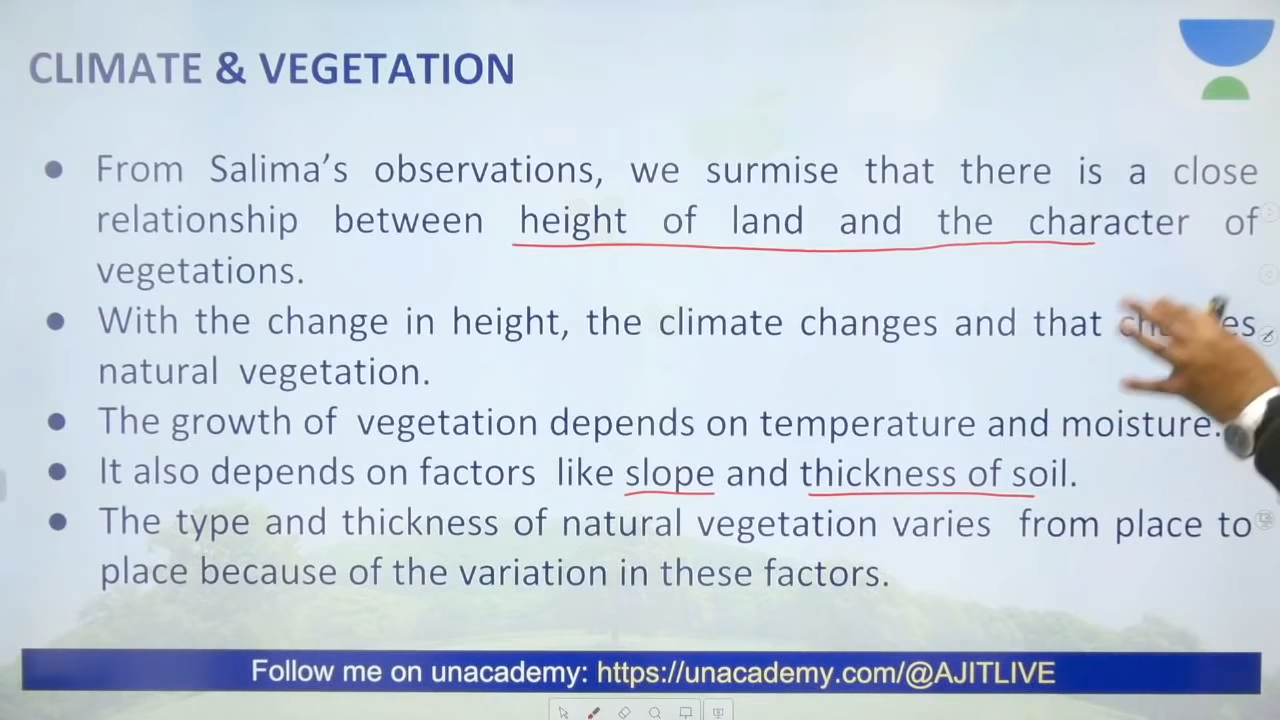 CLIMATE & VEGETATION
● From Salima's observations, we surmise that there is a close
relationship between height of land and the character of
vegetations.
● With the change in height, the climate changes and that
natural vegetation.
● The growth of vegetation depends on temperature and moisture.
● It also depends on factors like slope and thickness of soil.
● The type and thickness of natural vegetation varies from place to
place because of the variation in these factors.
Follow me on unacademy: https://unacademy.com/@AJITLIVE